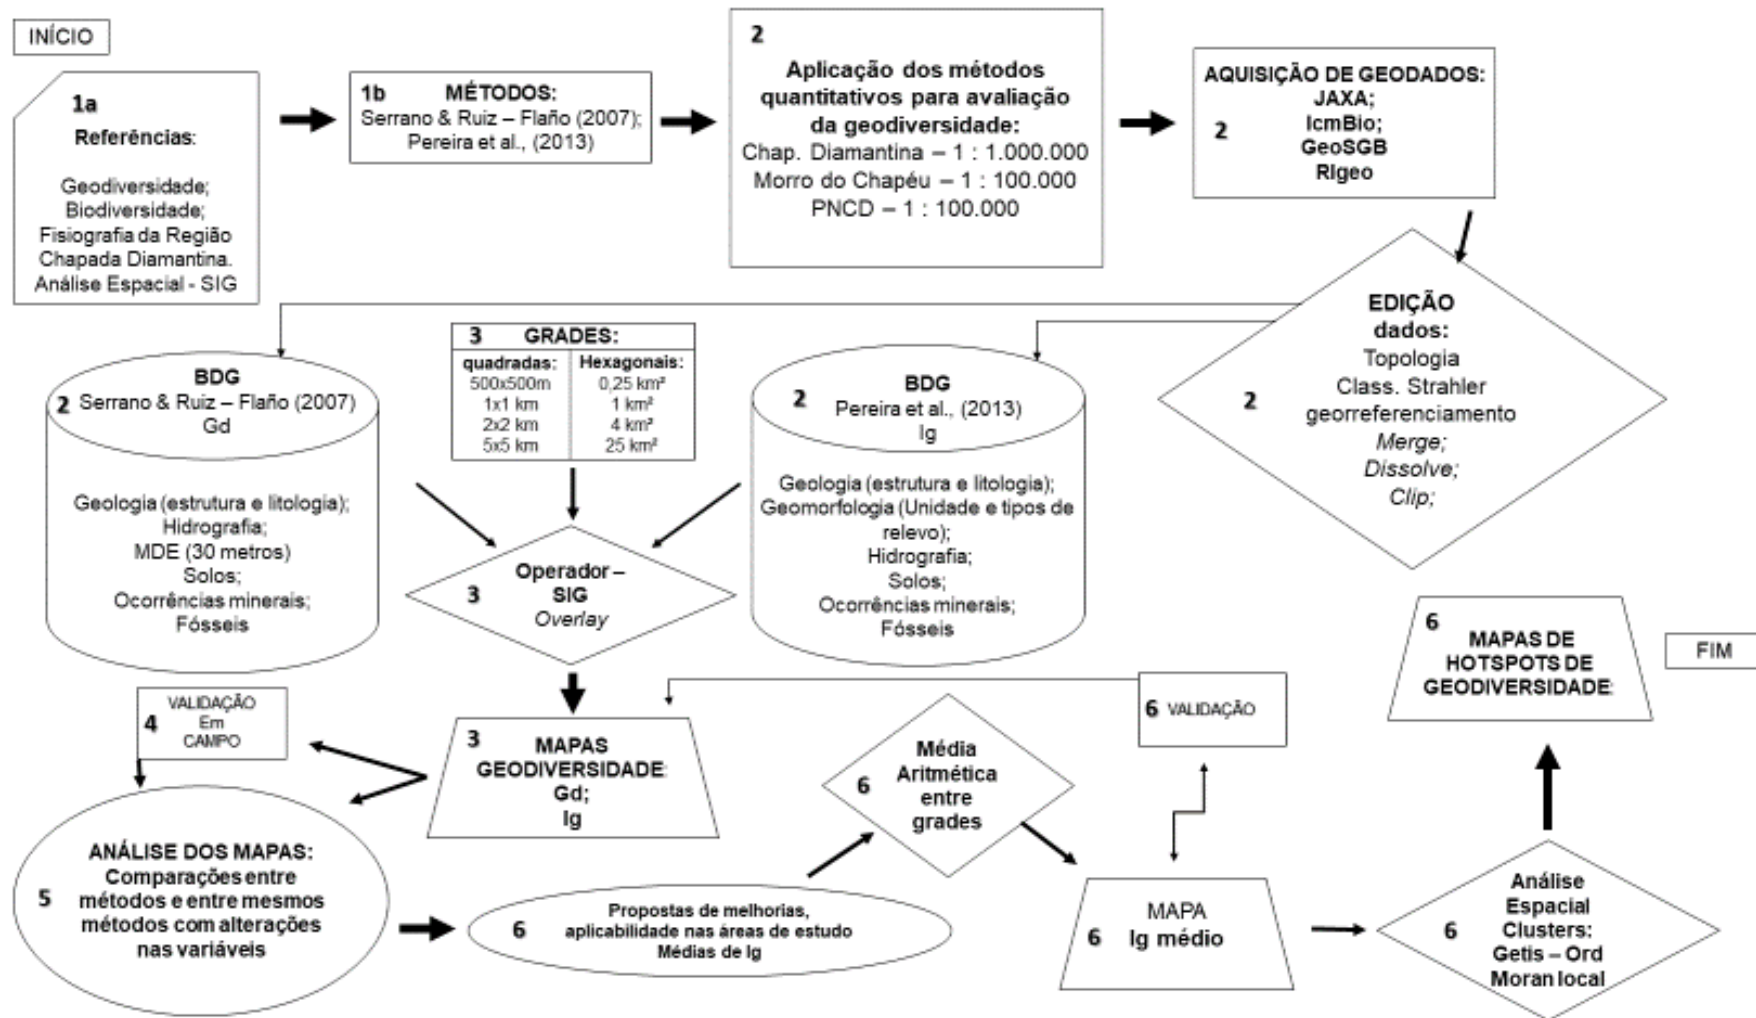 INÍCIO
1a
Referências:
Geodiversidade;
Biodiversidade;
Fisiografia da Região
Chapada Diamantina.
Análise Espacial - SIG
1b MÉTODOS:
Serrano & Ruiz – Flaño (2007);
Pereira et al., (2013)
2
Aplicação dos métodos
quantitativos para avaliação
da geodiversidade:
Chap. Diamantina – 1 : 1.000.000
Morro do Chapéu – 1 : 100.000
PNCD – 1 : 100.000
AQUISIÇÃO DE GEODADOS:
JAXA;
IcmBio;
2
GeoSGB
RIgeo
EDIÇÃO
dados:
Topologia
Class. Strahler
2
georreferenciamento
Merge;
Dissolve;
Clip;
BDG
2 Serrano & Ruiz – Flaño (2007)
Gd
Geologia (estrutura e litologia);
Hidrografia;
MDE (30 metros)
Solos;
Ocorrências minerais;
Fósseis
3 GRADES:
quadradas: Hexagonais:
500x500m 0,25 km²
1x1 km 1 km²
2x2 km 4 km²
5x5 km 25 km²
BDG
2 Pereira et al., (2013)
Ig
Geologia (estrutura e litologia);
Geomorfologia (Unidade e tipos de
relevo);
Hidrografia;
Solos;
Ocorrências minerais;
Fósseis
Operador –
3 SIG
Overlay
3
MAPAS
GEODIVERSIDADE:
Gd;
Ig
VALIDAÇÃO
4 Em
CAMPO
ANÁLISE DOS MAPAS:
Comparações entre
5 métodos e entre mesmos
métodos com alterações
nas variáveis
Propostas de melhorias,
6 aplicabilidade nas áreas de estudo
Médias de Ig
Média
Aritmética
6 entre
grades
6 VALIDAÇÃO
MAPA
6 Ig médio
Análise
Espacial
6 Clusters:
Getis – Ord
Moran local
6
MAPAS DE
HOTSPOTS DE
GEODIVERSIDADE:
FIM